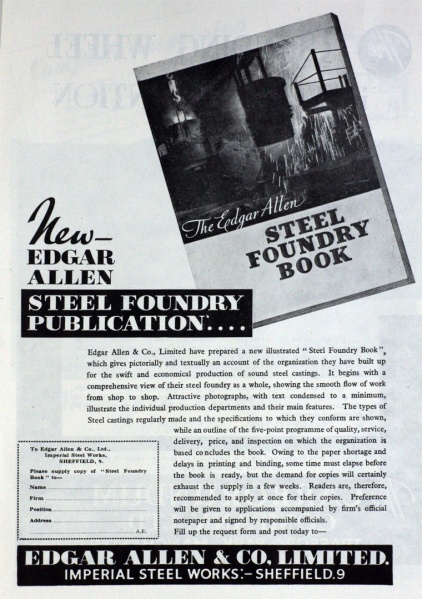 The Edgar Allen
STEEL
FOUNDRY
BOOK
New—
EDGAR
ALLEN
STEEL FOUNDRY
PUBLICATION....
Edgar Allen & Co., Limited have prepared a new illustrated "Steel Foundry Book",
which gives pictorially and textually an account of the organization they have built up
for the swift and economical production of sound steel castings. It begins with a
comprehensive view of their steel foundry as a whole, showing the smooth flow of work
from shop to shop. Attractive photographs, with text condensed to a minimum,
illustrate the individual production departments and their main features. The types of
Steel castings regularly made and the specifications to which they conform are shown,
while an outline of the five-point programme of quality, service,
delivery, price, and inspection on which the organization is
based concludes the book. Owing to the paper shortage and
delays in printing and binding, some time must elapse before
the book is ready, but the demand for copies will certainly
exhaust the supply in a few weeks. Readers are, therefore,
recommended to apply at once for their copies. Preference
will be given to applications accompanied by firm's official
notepaper and signed by responsible officials.
Fill up the request form and post today to—
To Edgar Allen & Co., Ltd.,
Imperial Steel Works,
SHEFFIELD, 9.
Please supply copy of "Steel Foundry
Book" to—
Name
Firm
Position
Address
A.E.
EDGAR ALLEN & CO, LIMITED.
IMPERIAL STEEL WORKS:- SHEFFIELD.9